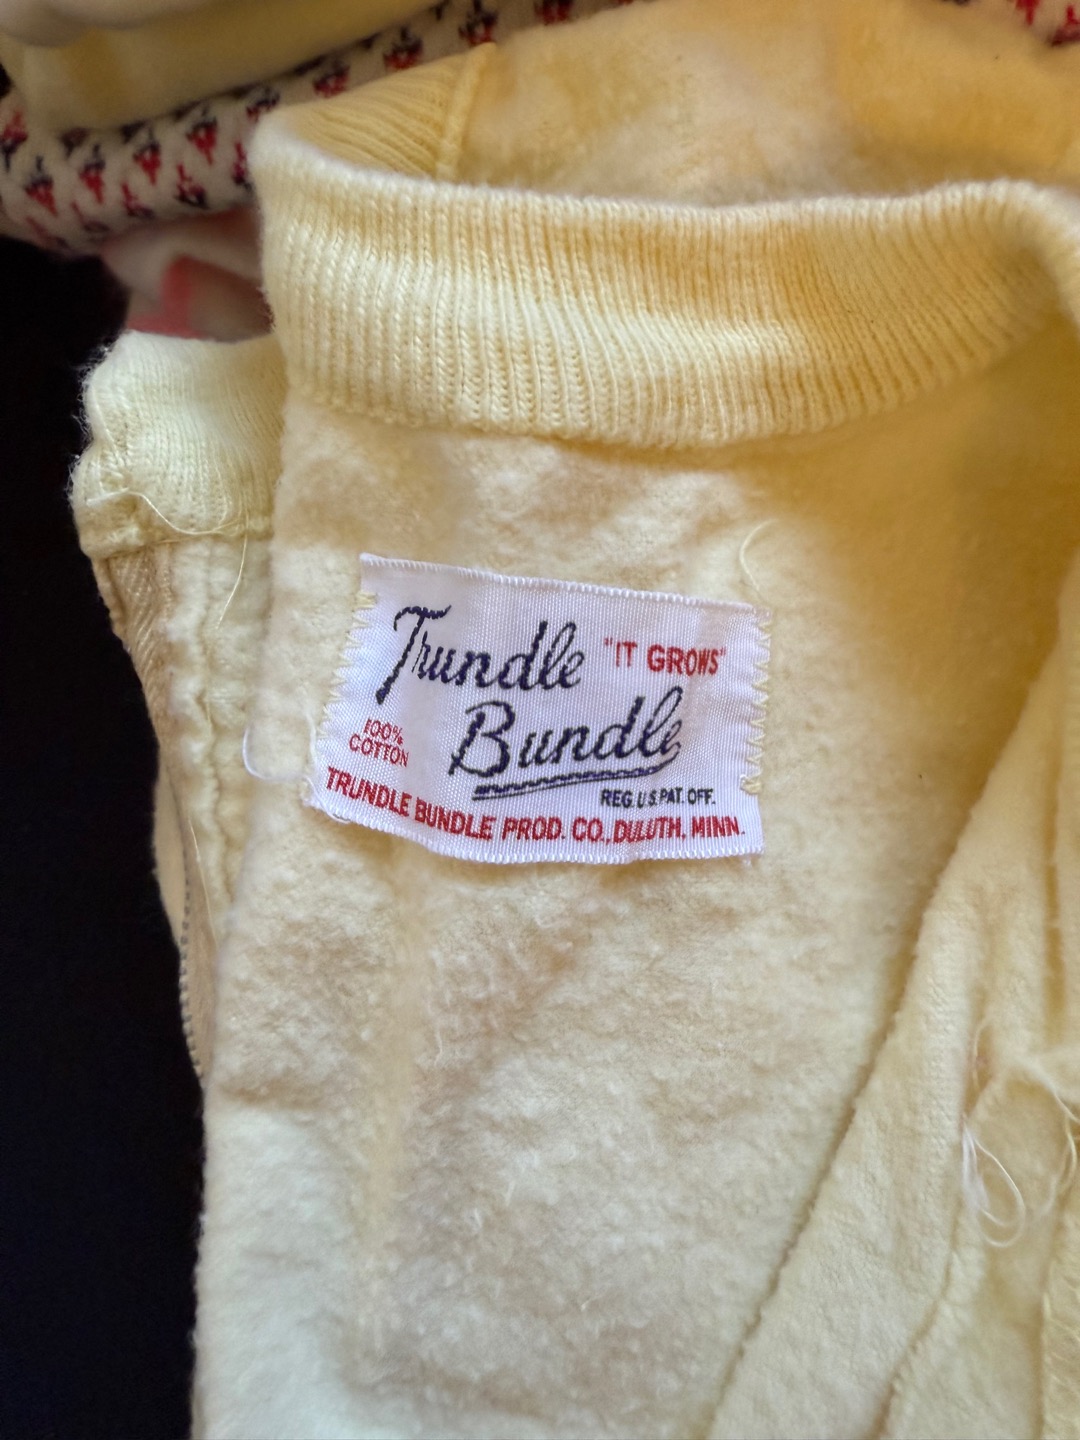 Trundle "IT GROWS"
Bundle
100%
COTTON
REG. U.S. PAT. OFF.
TRUNDLE BUNDLE PROD. CO., DULUTH, MINN.